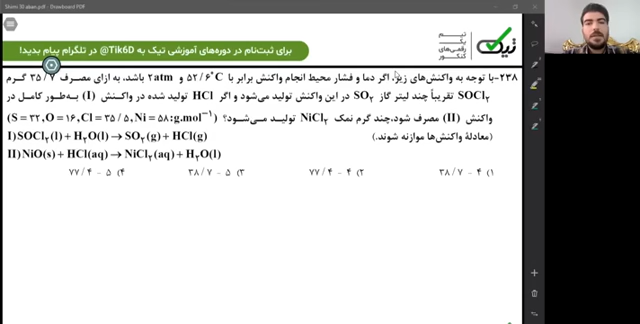 Shimi 30 akan.pdf - Drawboard PDF
برای ثبت‌نام در دوره‌های آموزشی تیک به Tik6D@ در تلگرام پیام بدید!
تیم
یک
رقمی‌های
کنکور
تیک
۲۳۸- با توجه به واکنش‌های زیر، اگر دما و فشار محیط انجام واکنش برابر با ۵۲/۶°C و ۲atm باشد، به ازای مصرف ۳۵/۷ گرم
SOCl۲ تقریباً چند لیتر گاز SO۲ در این واکنش تولید می‌شود و اگر HCl تولید شده در واکنش (I) به‌طور کامل در
واکنش (II) مصرف شود، چند گرم نمک NiCl۲ تولید می‌شود؟ (S = ۳۲, O = ۱۶, Cl = ۳۵/۵, Ni = ۵۸ : g.mol⁻¹)
I) SOCl۲(l) + H۲O(l) → SO۲(g) + HCl(g) (معادلهٔ واکنش‌ها موازنه شوند.)
II) NiO(s) + HCl(aq) → NiCl۲(aq) + H۲O(l)
۱) ۴ - ۳۸/۷ ۲) ۴ - ۷۷/۴ ۳) ۵ - ۳۸/۷ ۴) ۵ - ۷۷/۴